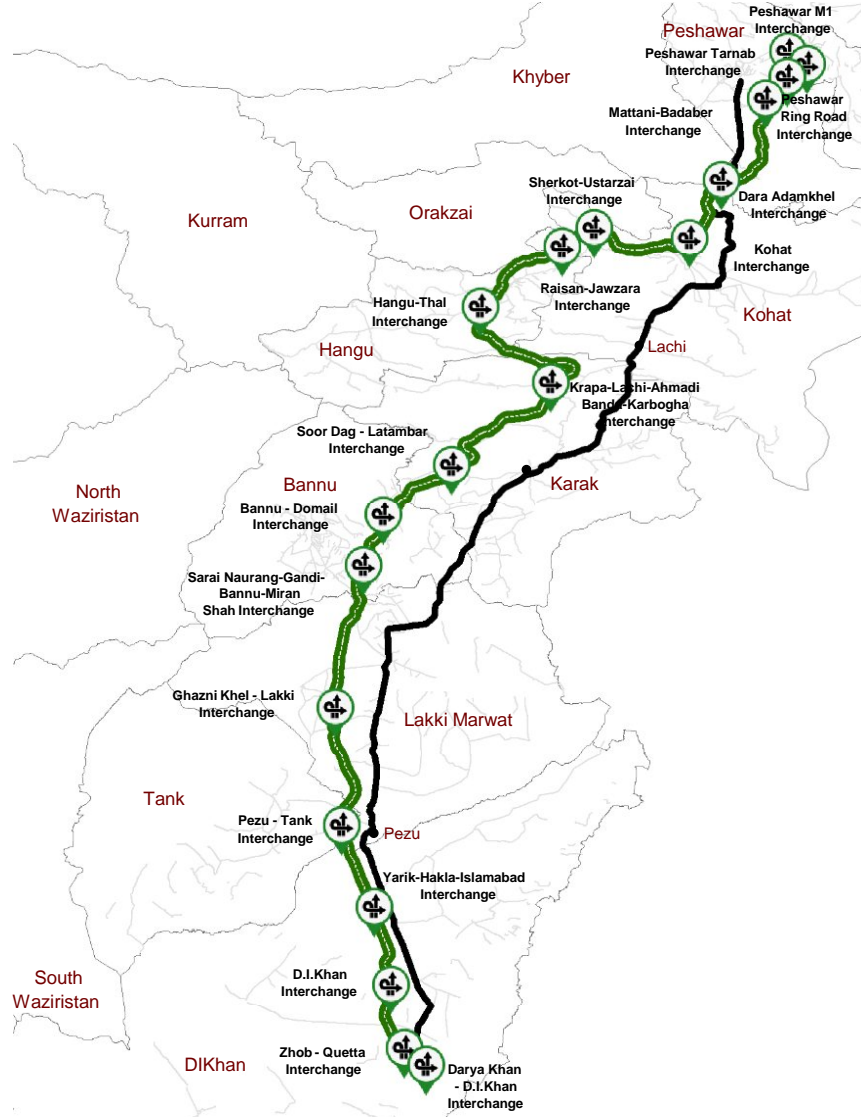 Peshawar M1
Interchange
Peshawar
Peshawar Tarnab
Interchange
Khyber
Peshawar
Ring Road
Interchange
Mattani-Badaber
Interchange
Sherkot-Ustarzai
Interchange
Dara Adamkhel
Interchange
Orakzai
Kurram
Kohat
Interchange
Raisan-Jawzara
Interchange
Hangu-Thal
Interchange
Kohat
Hangu
Lachi
Krapa-Lachi-Ahmadi
Banda-Karbogha
Interchange
Soor Dag - Latambar
Interchange
Bannu
Karak
North
Waziristan
Bannu - Domail
Interchange
Sarai Naurang-Gandi-
Bannu-Miran
Shah Interchange
Ghazni Khel - Lakki
Interchange
Lakki Marwat
Tank
Pezu - Tank
Interchange
Pezu
Yarik-Hakla-Islamabad
Interchange
South
Waziristan
D.I.Khan
Interchange
DIKhan
Zhob - Quetta
Interchange
Darya Khan
- D.I.Khan
Interchange